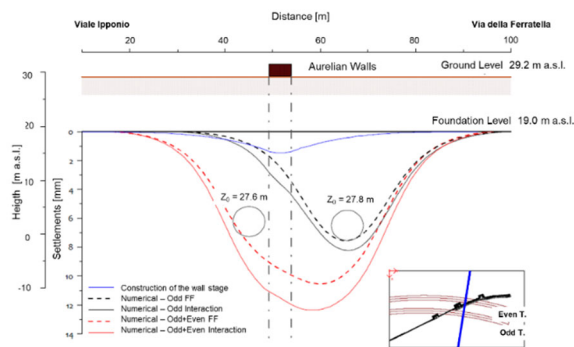 Distance [m]
Viale Ipponio
Via della Ferratella
20
40
60
80
100
Aurelian Walls
Ground Level 29.2 m a.s.l.
Foundation Level 19.0 m a.s.l.
Heigth [m a.s.l.]
30
20
10
0
-10
Settlements [mm]
0
2
4
6
8
10
12
14
Z₀ = 27.6 m
Z₀ = 27.8 m
Construction of the wall stage
Numerical – Odd FF
Numerical – Odd Interaction
Numerical – Odd+Even FF
Numerical – Odd+Even Interaction
Even T.
Odd T.